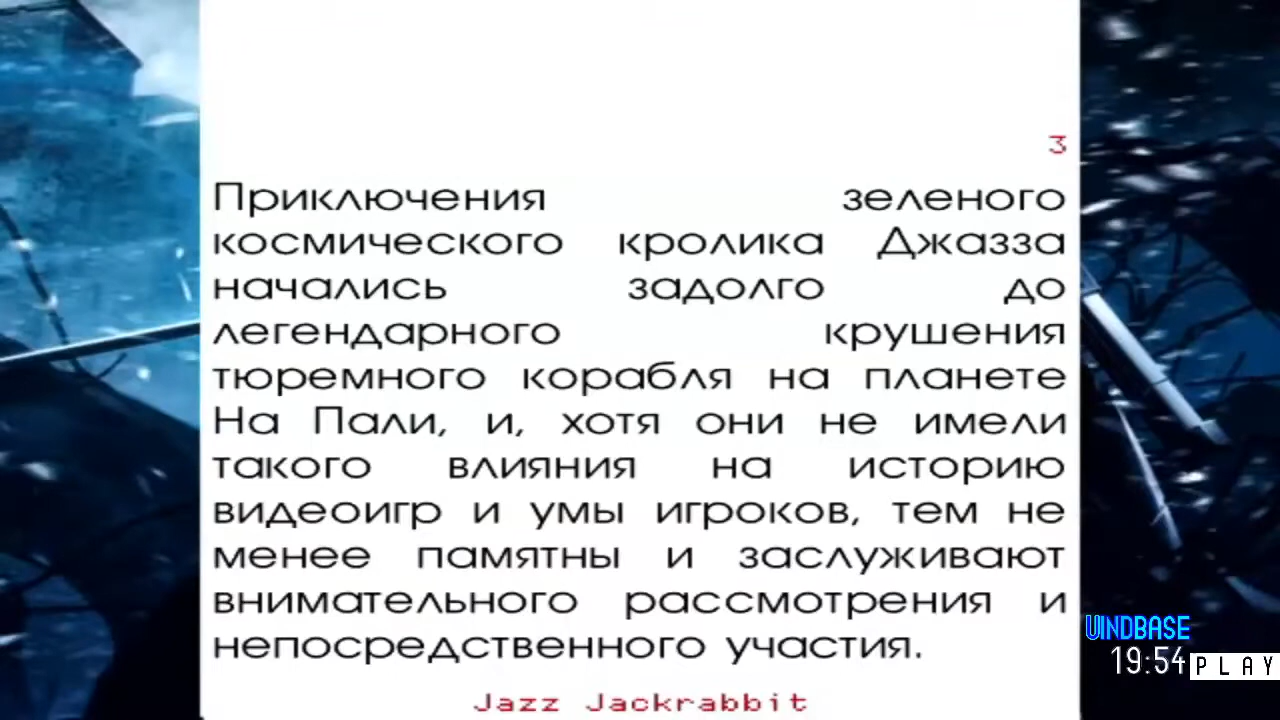 3
Приключения зеленого
космического кролика Джазза
начались задолго до
легендарного крушения
тюремного корабля на планете
На Пали, и, хотя они не имели
такого влияния на историю
видеоигр и умы игроков, тем не
менее памятны и заслуживают
внимательного рассмотрения и
непосредственного участия.
UINDBASE
19:54
PLAY
Jazz Jackrabbit